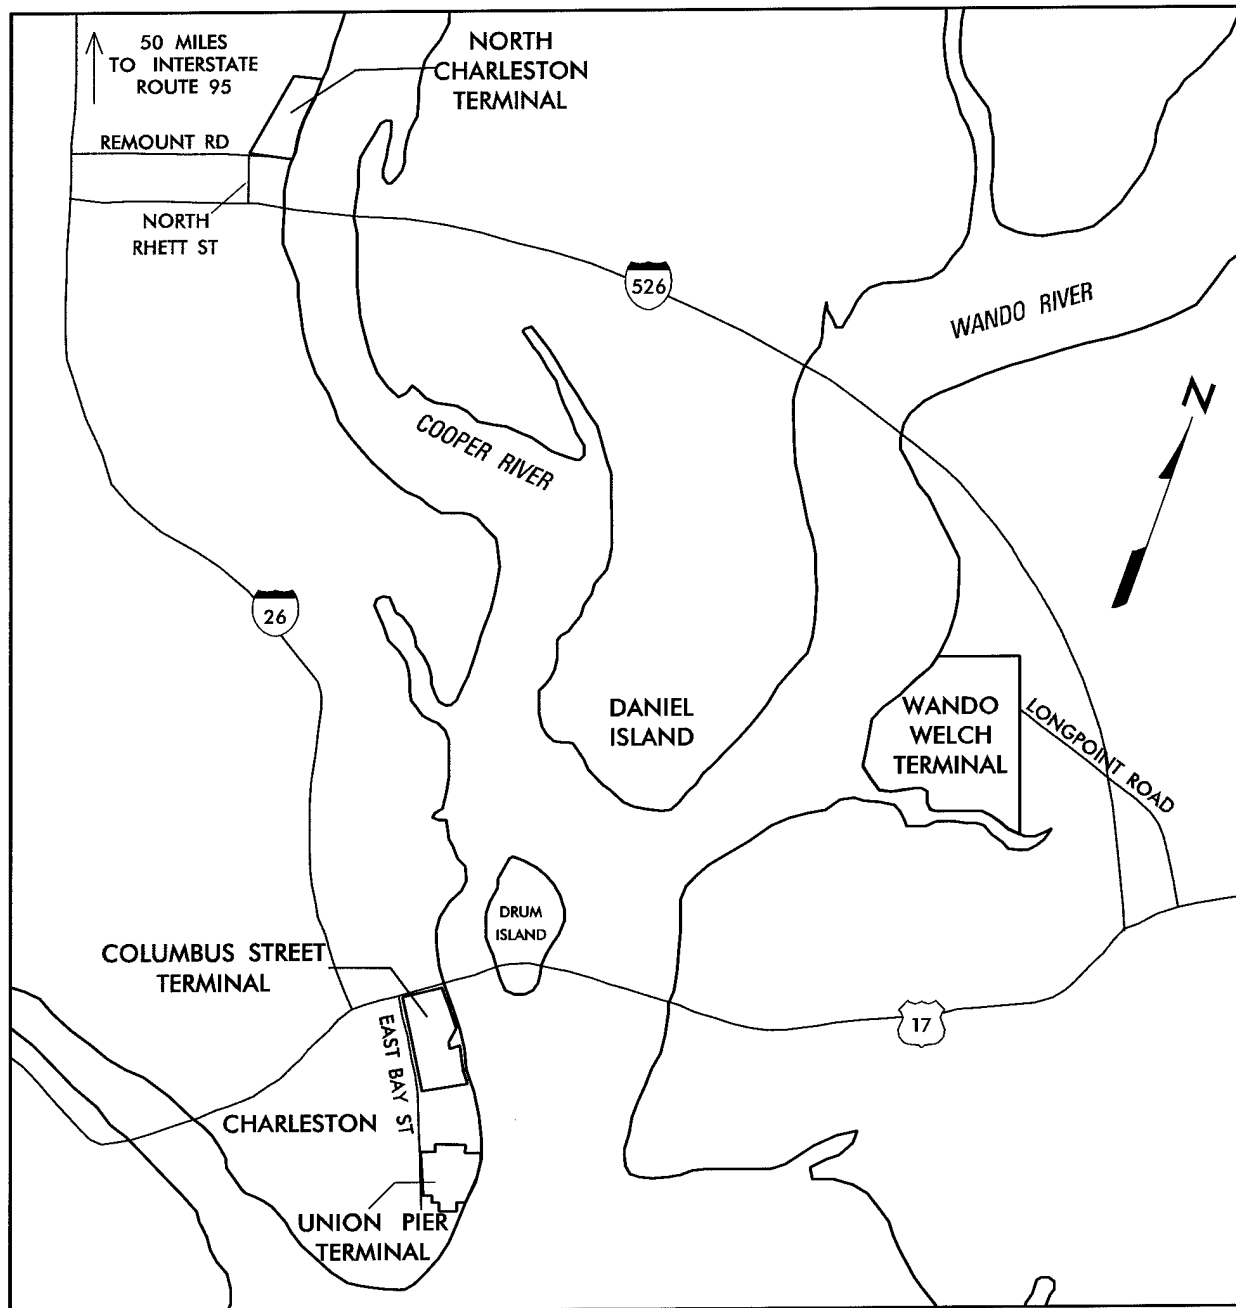 50 MILES
TO INTERSTATE
ROUTE 95
NORTH
CHARLESTON
TERMINAL
REMOUNT RD
NORTH
RHETT ST
526
WANDO RIVER
N
COOPER RIVER
26
DANIEL
ISLAND
WANDO
WELCH
TERMINAL
LONGPOINT ROAD
DRUM
ISLAND
COLUMBUS STREET
TERMINAL
17
EAST BAY ST
CHARLESTON
UNION PIER
TERMINAL